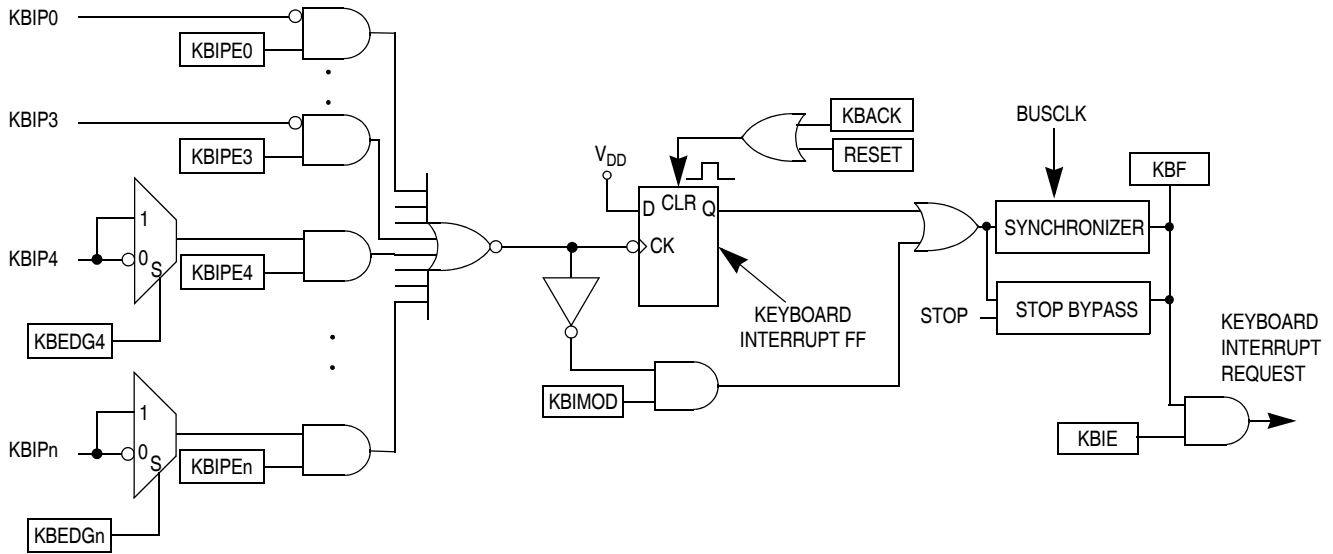 KBIP0
KBIPE0
KBIP3
KBIPE3
KBACK
RESET
BUSCLK
VDD
KBF
D
CLR
Q
1
SYNCHRONIZER
KBIP4
0
S
KBIPE4
CK
STOP
STOP BYPASS
KEYBOARD
INTERRUPT FF
KEYBOARD
INTERRUPT
REQUEST
KBEDG4
KBIMOD
1
KBIPn
0
S
KBIPEn
KBIE
KBEDGn